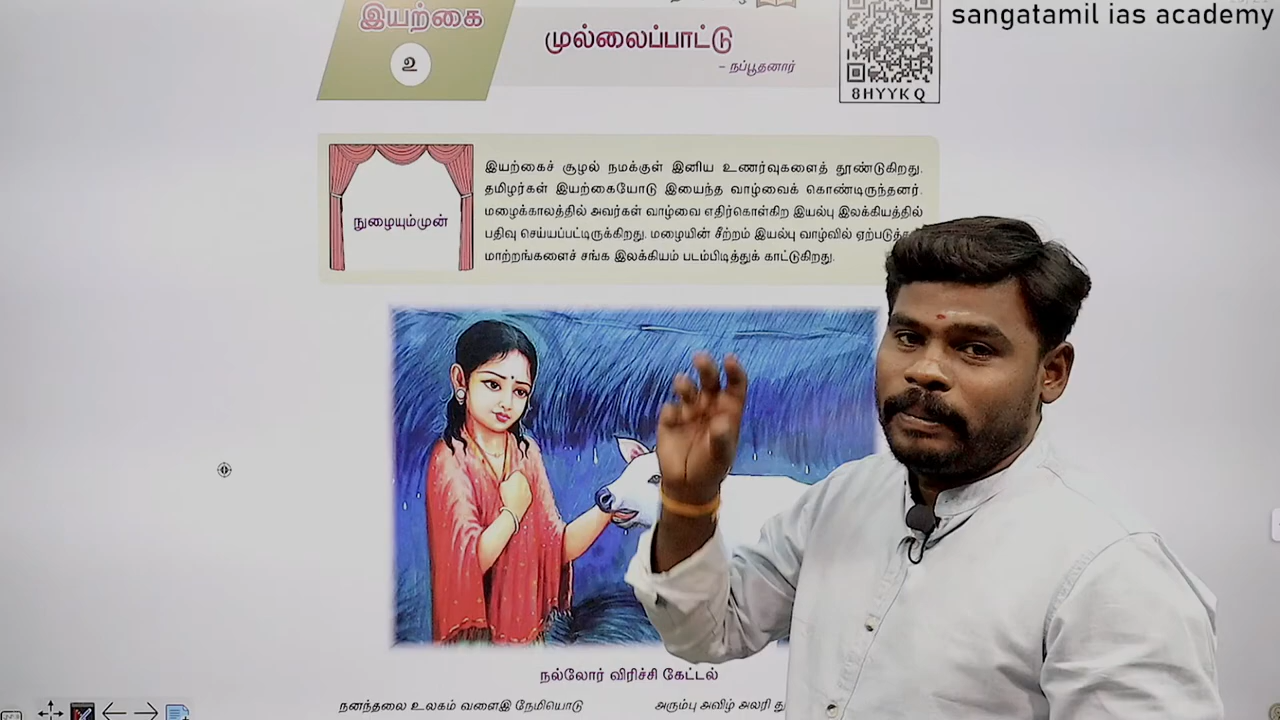 sangatamil ias academy
இயற்கை
உ
முல்லைப்பாட்டு
– நப்பூதனார்
8HYYKQ
நுழையும்முன்
இயற்கைச் சூழல் நமக்குள் இனிய உணர்வுகளைத் தூண்டுகிறது.
தமிழர்கள் இயற்கையோடு இயைந்த வாழ்வைக் கொண்டிருந்தனர்.
மழைக்காலத்தில் அவர்கள் வாழ்வை எதிர்கொள்கிற இயல்பு இலக்கியத்தில்
பதிவு செய்யப்பட்டிருக்கிறது. மழையின் சீற்றம் இயல்பு வாழ்வில்
மாற்றங்களைச் சங்க இலக்கியம் படம்பிடித்துக் காட்டுகிறது.
நல்லோர் விரிச்சி கேட்டல்
நனந்தலை உலகம் வளைஇ நேமியொடு
அரும்பு அவிழ் அலரி